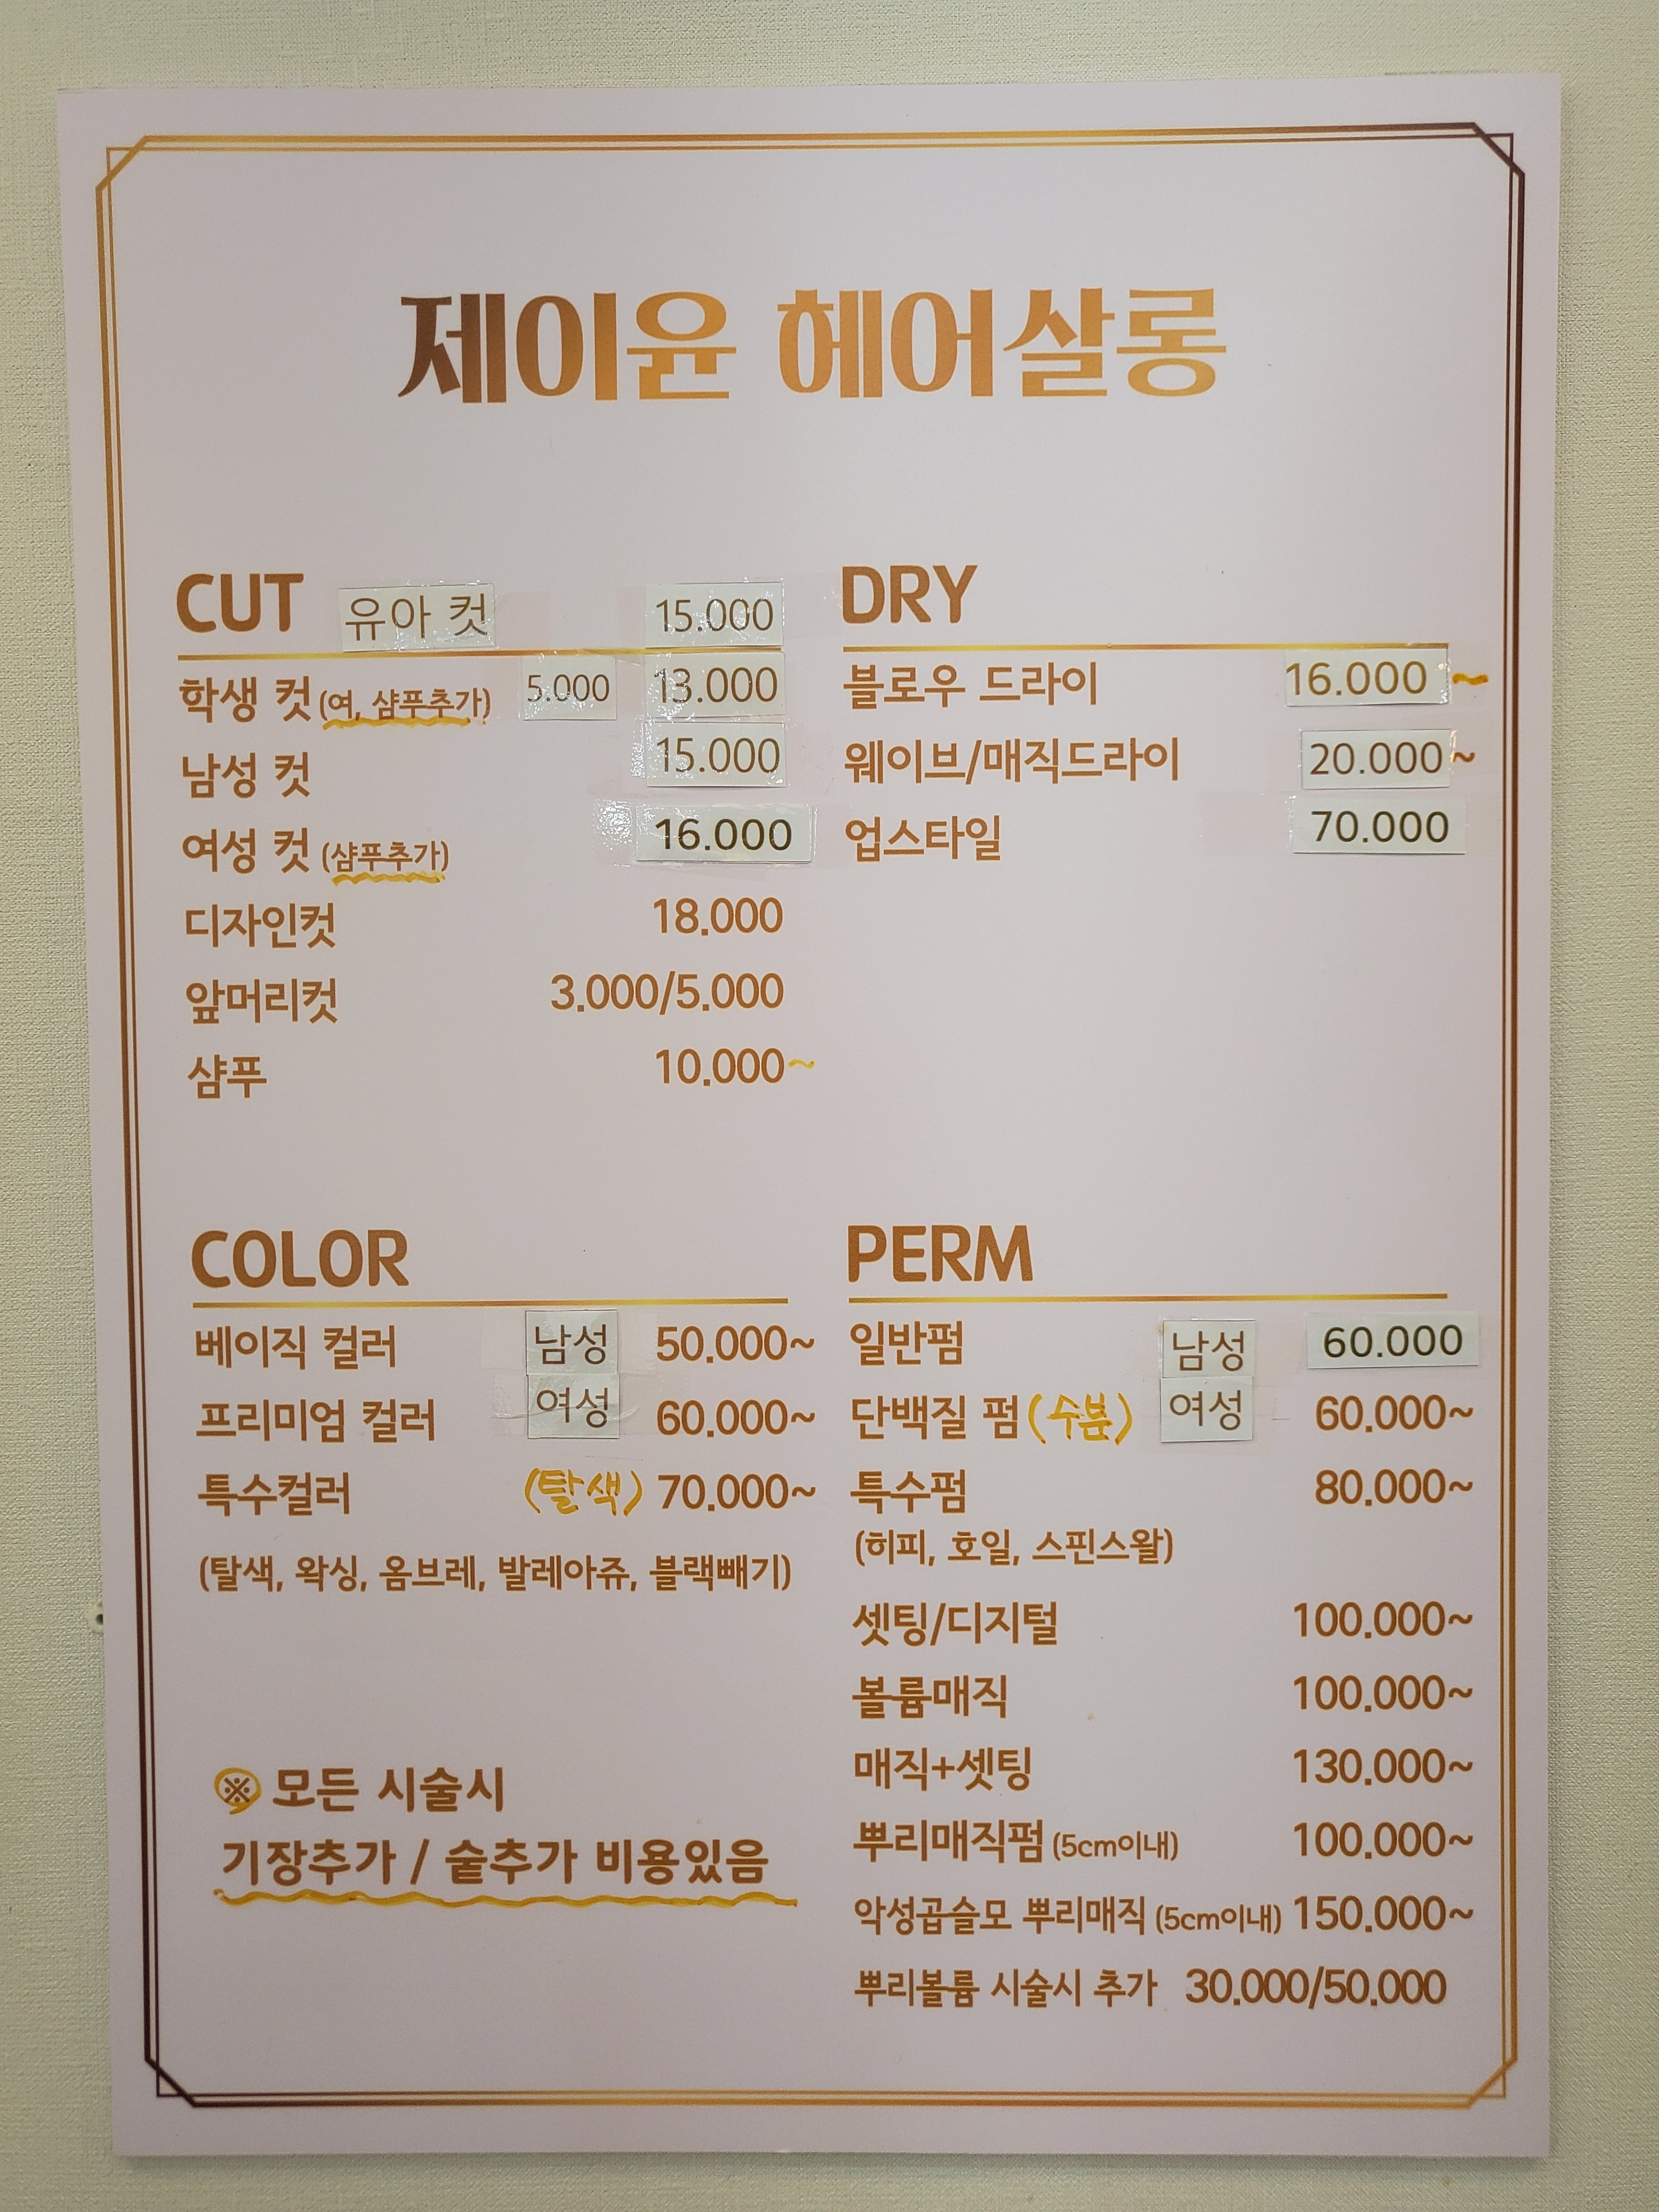 제이윤 헤어살롱
CUT 유아 컷 15.000
학생 컷 (여, 샴푸추가) 5.000 13.000
남성 컷 15.000
여성 컷 (샴푸추가) 16.000
디자인컷 18.000
앞머리컷 3.000/5.000
샴푸 10.000~
DRY
블로우 드라이 16.000~
웨이브/매직드라이 20.000~
업스타일 70.000
COLOR
베이직 컬러 남성 50.000~
프리미엄 컬러 여성 60.000~
특수컬러 (탈색) 70.000~
(탈색, 왁싱, 옴브레, 발레아쥬, 블랙빼기)
※ 모든 시술시
기장추가 / 숱추가 비용있음
PERM
일반펌 남성 60.000
단백질 펌 (수분) 여성 60.000~
특수펌 80.000~
(히피, 호일, 스핀스왈)
셋팅/디지털 100.000~
볼륨매직 100.000~
매직+셋팅 130.000~
뿌리매직펌 (5cm이내) 100.000~
악성곱슬모 뿌리매직 (5cm이내) 150.000~
뿌리볼륨 시술시 추가 30.000/50.000